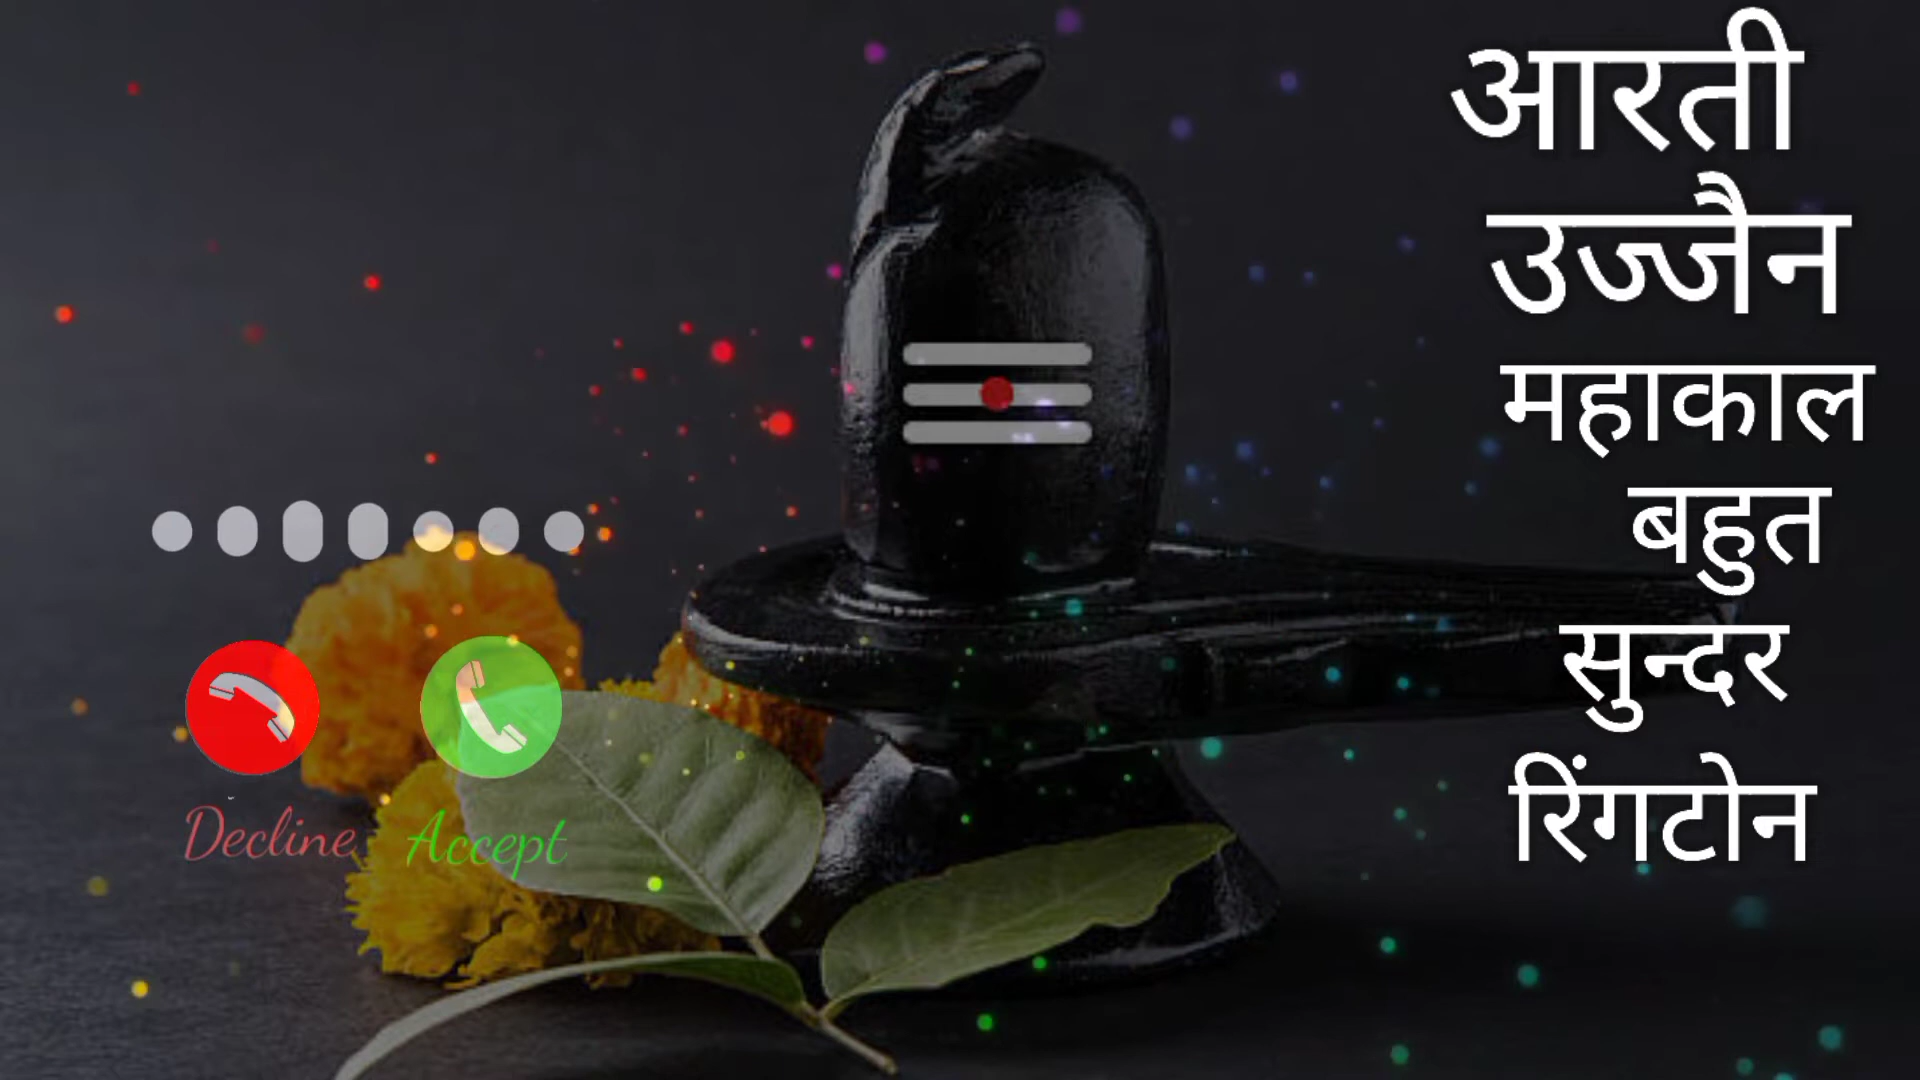 आरती
उज्जैन
महाकाल
बहुत
सुन्दर
रिंगटोन
Decline
Accept